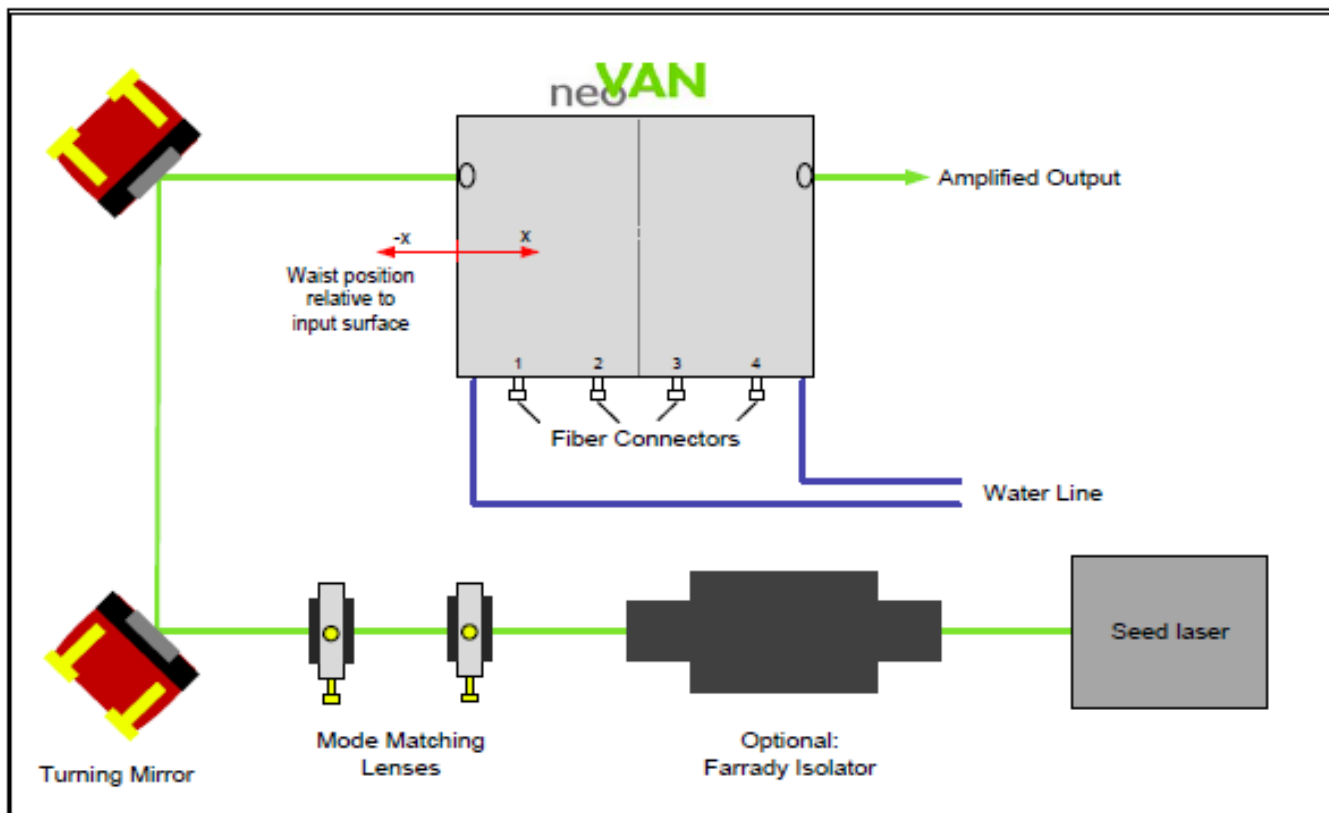 neoVAN
Amplified Output
-x
x
Waist position
relative to
input surface
1
2
3
4
Fiber Connectors
Water Line
Seed laser
Mode Matching
Lenses
Optional:
Farrady Isolator
Turning Mirror